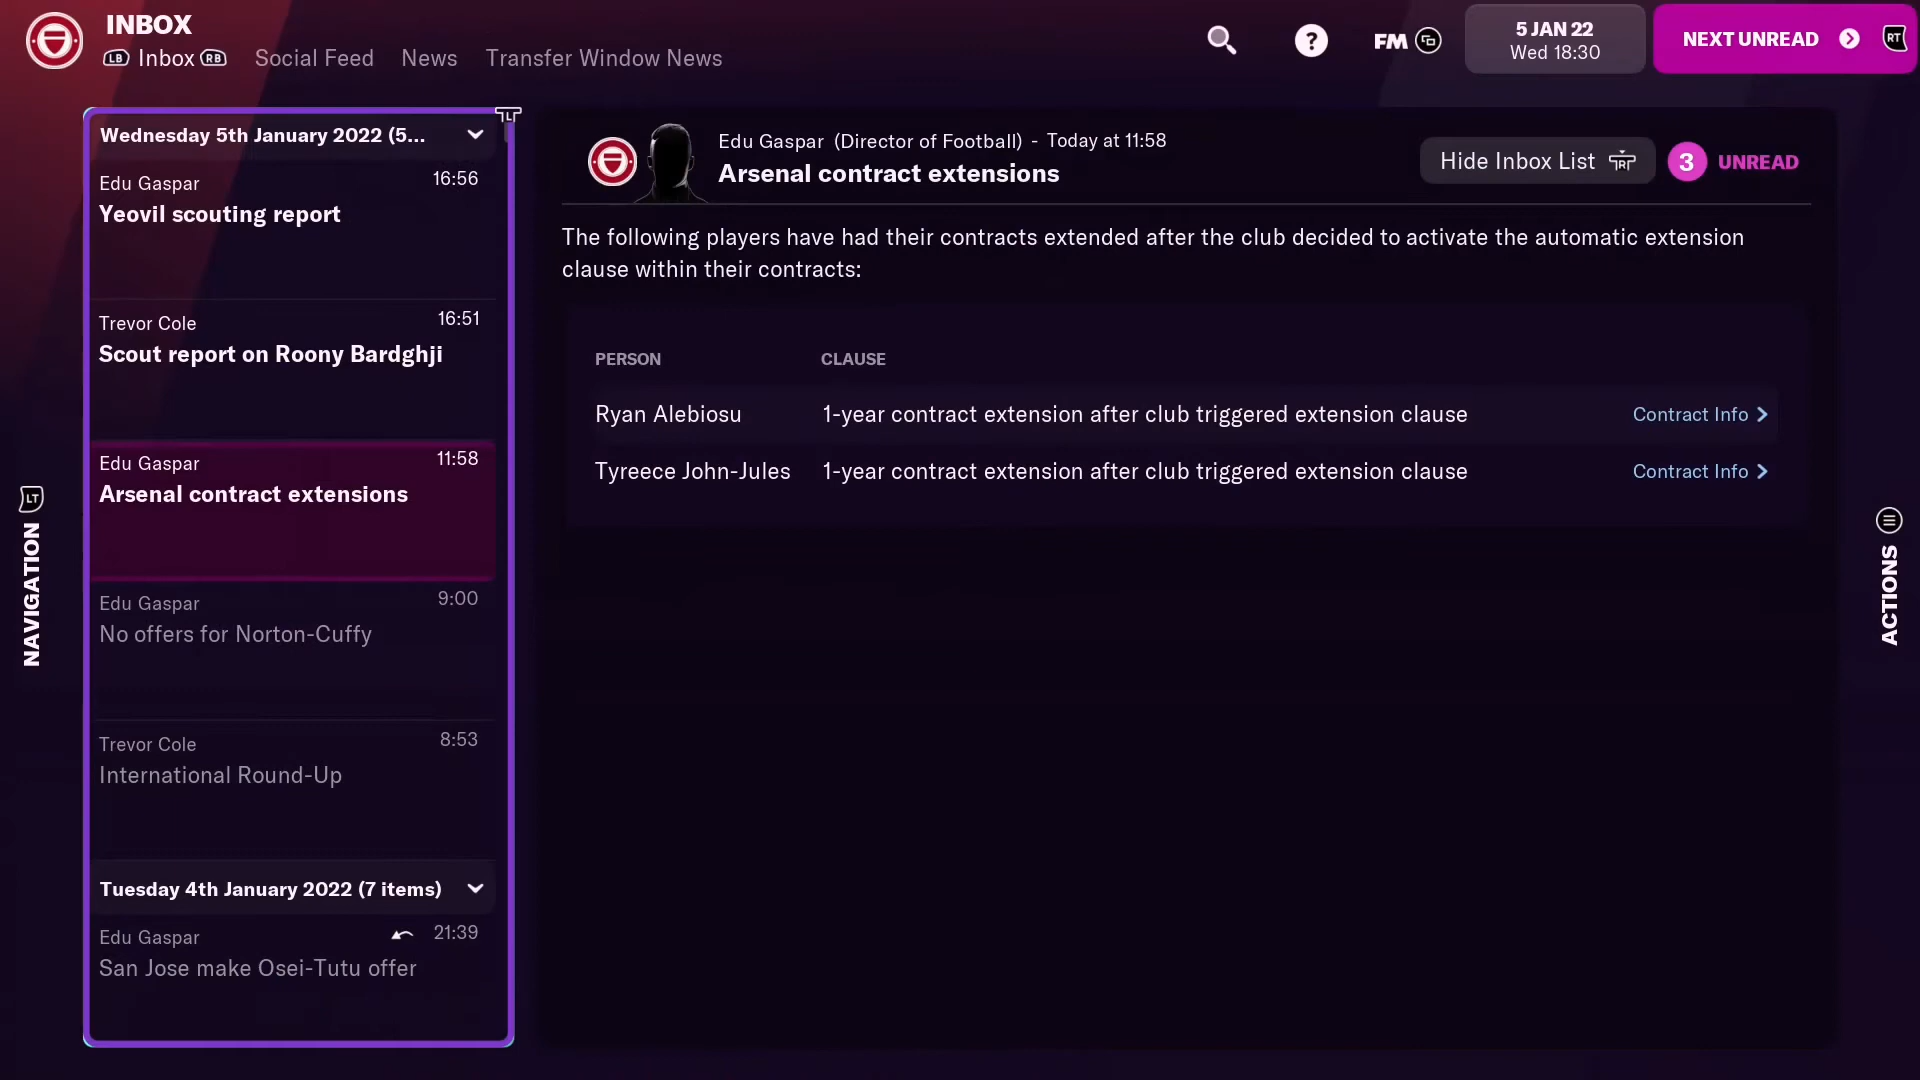 INBOX
LB Inbox RB Social Feed News Transfer Window News
? FM
5 JAN 22
Wed 18:30
NEXT UNREAD RT
Wednesday 5th January 2022 (5...
Edu Gaspar 16:56
Yeovil scouting report
Trevor Cole 16:51
Scout report on Roony Bardghji
Edu Gaspar 11:58
Arsenal contract extensions
Edu Gaspar 9:00
No offers for Norton-Cuffy
Trevor Cole 8:53
International Round-Up
Tuesday 4th January 2022 (7 items)
Edu Gaspar 21:39
San Jose make Osei-Tutu offer
Edu Gaspar (Director of Football) - Today at 11:58
Arsenal contract extensions
Hide Inbox List R
3 UNREAD
The following players have had their contracts extended after the club decided to activate the automatic extension
clause within their contracts:
PERSON CLAUSE
Ryan Alebiosu 1-year contract extension after club triggered extension clause Contract Info
Tyreece John-Jules 1-year contract extension after club triggered extension clause Contract Info
LT
NAVIGATION
ACTIONS